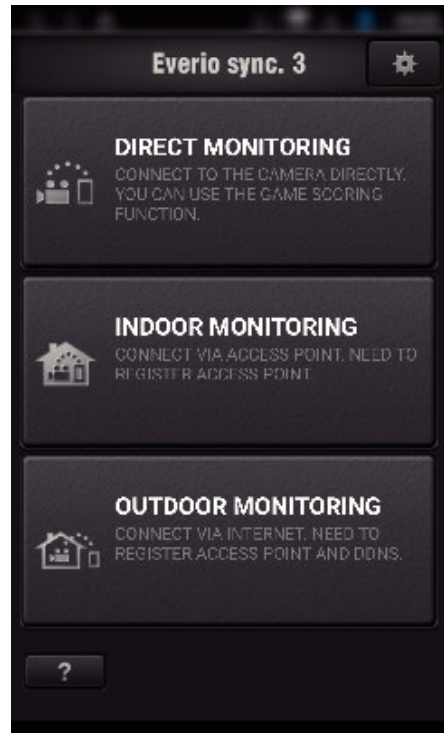 Everio sync. 3
DIRECT MONITORING
CONNECT TO THE CAMERA DIRECTLY.
YOU CAN USE THE GAME SCORING
FUNCTION.
INDOOR MONITORING
CONNECT VIA ACCESS POINT. NEED TO
REGISTER ACCESS POINT.
OUTDOOR MONITORING
CONNECT VIA INTERNET. NEED TO
REGISTER ACCESS POINT AND DDNS.
?